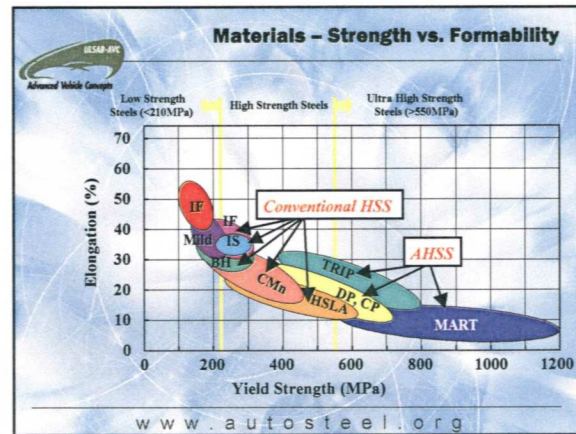 Materials – Strength vs. Formability
ULSAB-AVC
Advanced Vehicle Concepts
Low Strength
Steels (<210MPa)
High Strength Steels
Ultra High Strength
Steels (>550MPa)
Elongation (%)
70
60
50
40
30
20
10
0
IF
Mild
IF
IS
BH
CMn
HSLA
Conventional HSS
AHSS
TRIP
DP, CP
MART
0 200 400 600 800 1000 1200
Yield Strength (MPa)
www.autosteel.org